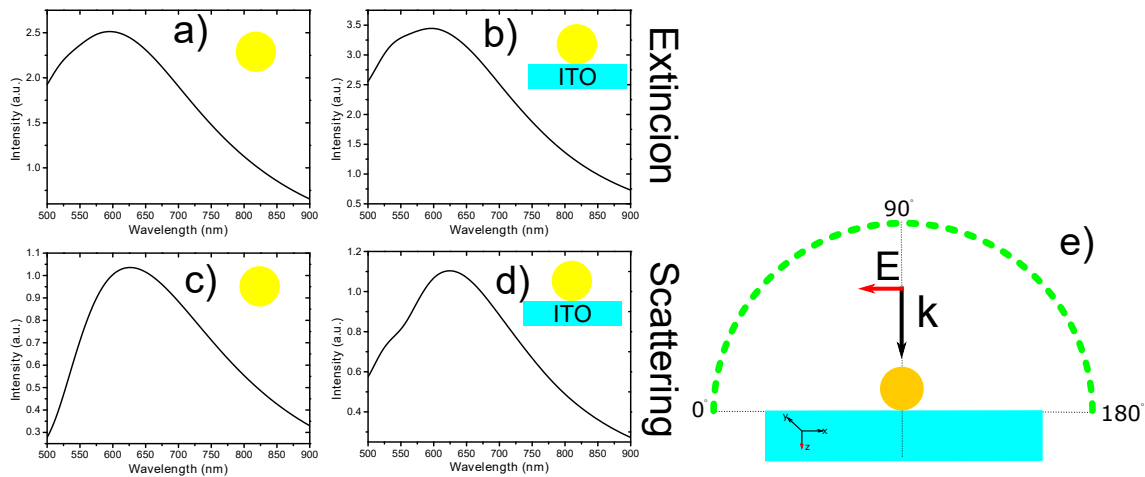 a)
2.5
2.0
1.5
1.0
500 550 600 650 700 750 800 850 900
Wavelength (nm)
Intensity (a.u.)
b)
ITO
3.5
3.0
2.5
2.0
1.5
1.0
500 550 600 650 700 750 800 850 900
Wavelength (nm)
Intensity (a.u.)
Extincion
c)
1.1
1.0
0.9
0.8
0.7
0.6
0.5
0.4
0.3
500 550 600 650 700 750 800 850 900
Wavelength (nm)
Intensity (a.u.)
d)
ITO
1.2
1.0
0.8
0.6
0.4
500 550 600 650 700 750 800 850 900
Wavelength (nm)
Intensity (a.u.)
Scattering
e)
90°
E
k
0°
180°
Y
x
z